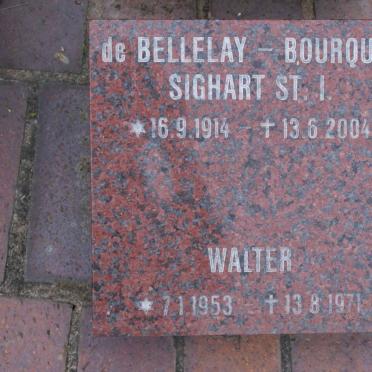 de BELLELAY – BOURQU
SIGHART ST. I.
* 16.9.1914 – † 13.6.2004
WALTER
* 7.1.1953 – † 13.8.1971